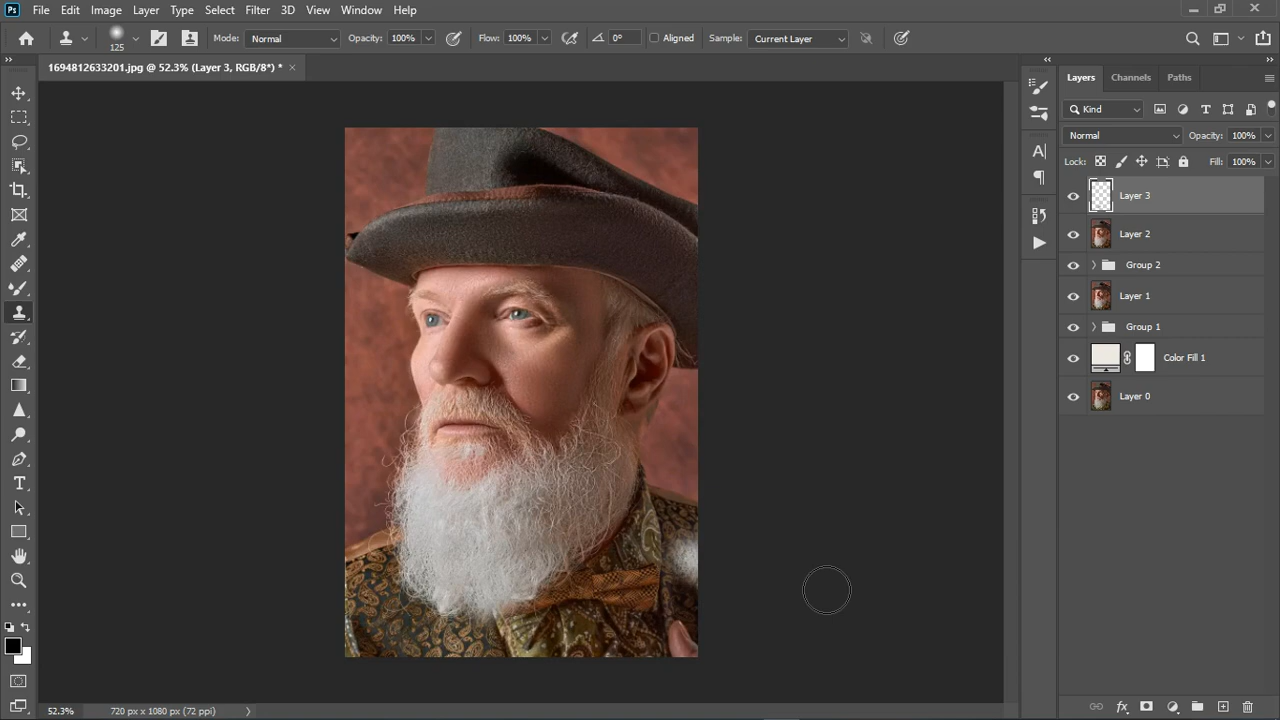 Ps File Edit Image Layer Type Select Filter 3D View Window Help
125 Mode: Normal Opacity: 100% Flow: 100% 0° Aligned Sample: Current Layer
1694812633201.jpg @ 52.3% (Layer 3, RGB/8*) * ×
Layers Channels Paths
Kind
Normal Opacity: 100%
Lock: Fill: 100%
Layer 3
Layer 2
Group 2
Layer 1
Group 1
Color Fill 1
Layer 0
52.3% 720 px x 1080 px (72 ppi)